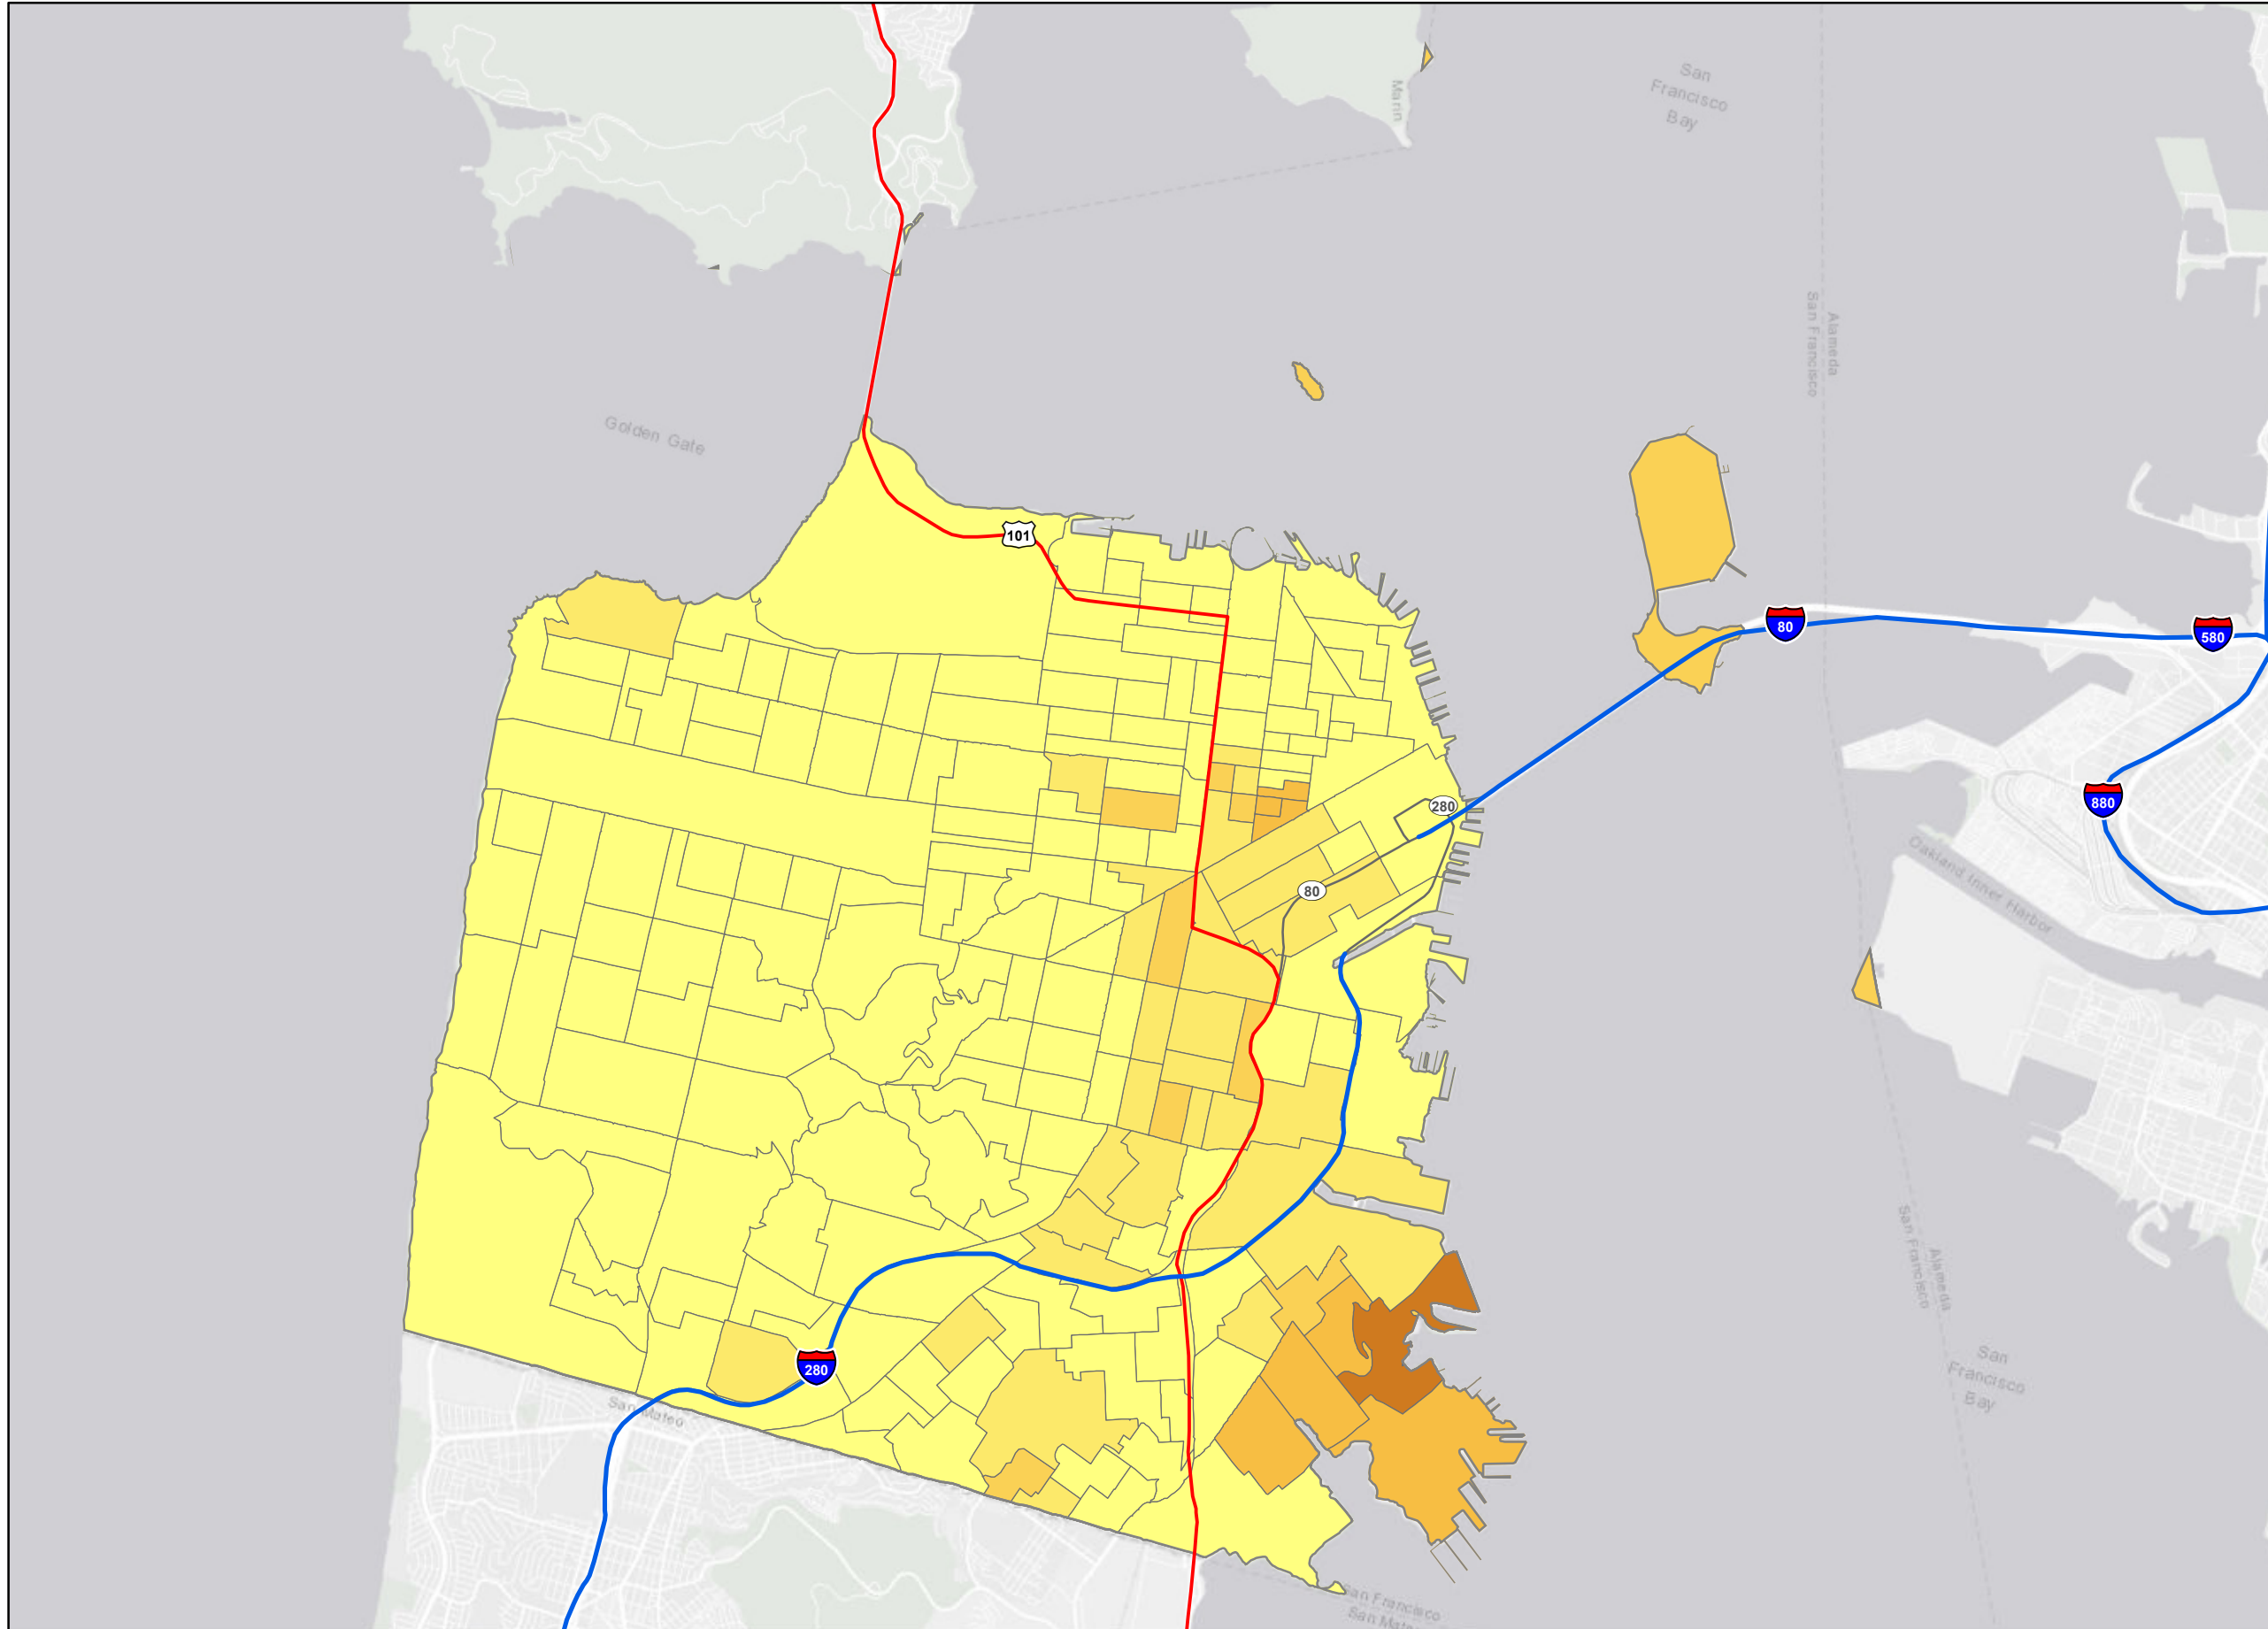 Marin
San
Francisco
Bay
Alameda
San Francisco
Golden Gate
101
80
580
280
880
80
Oakland Inner Harbor
San Francisco
Alameda
280
San
Francisco
Bay
San Mateo
San Francisco
San Mateo